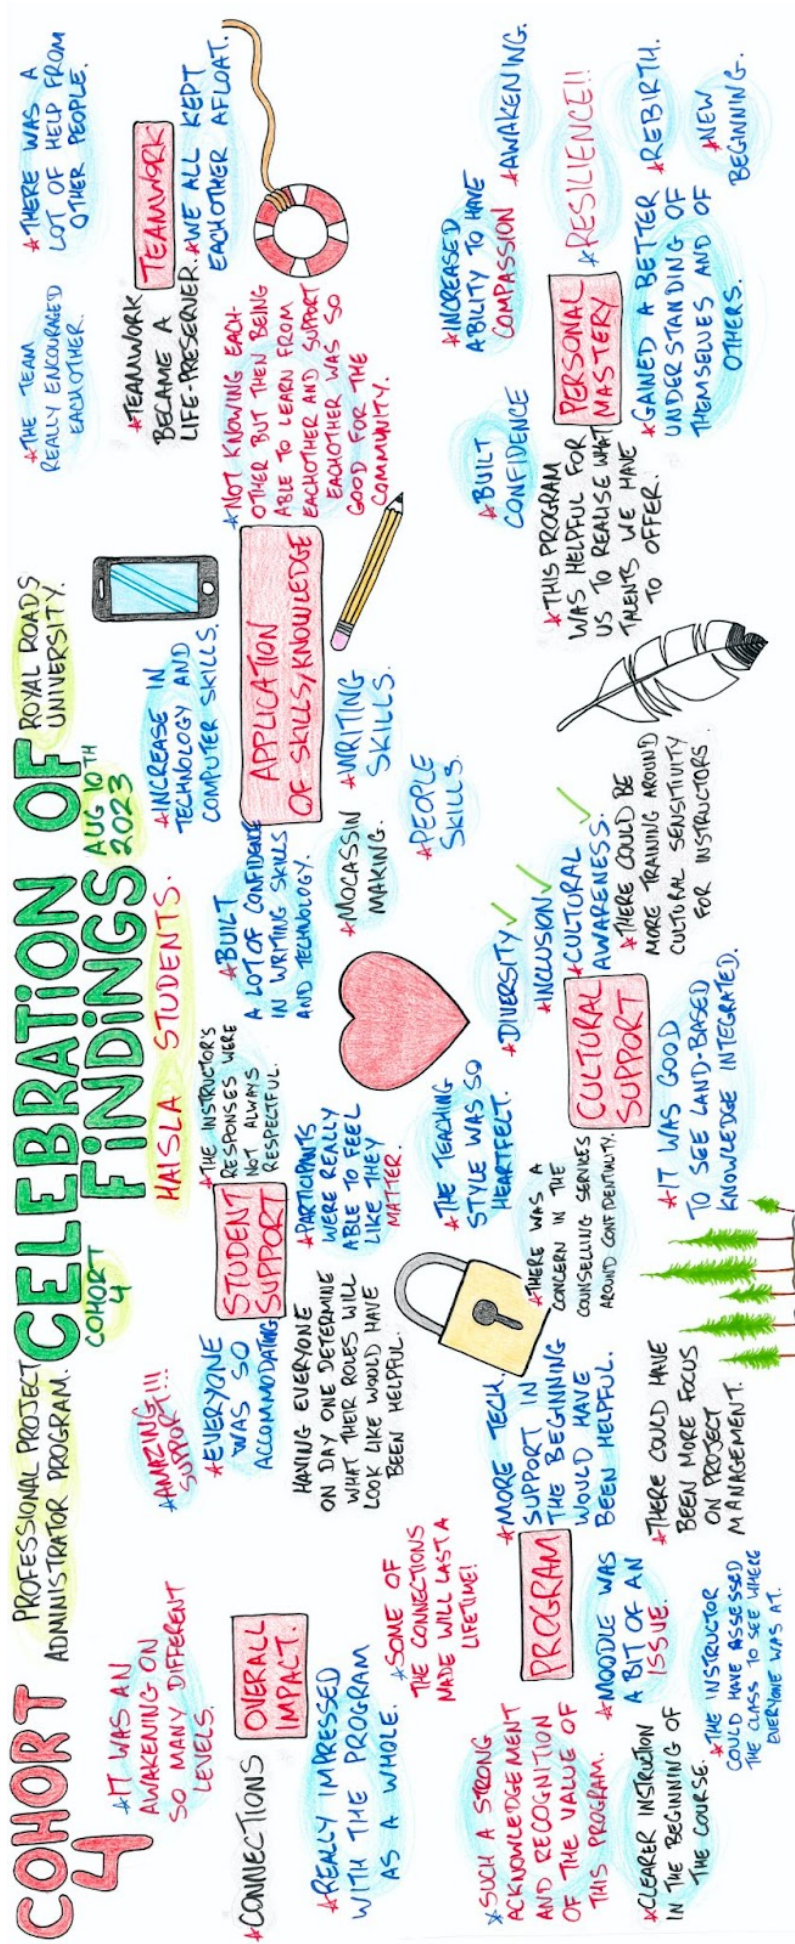 COHORT
4
PROFESSIONAL PROJECT
ADMINISTRATOR PROGRAM.
CELEBRATION OF
FINDINGS
COHORT
4
AUG 10TH
2023
ROYAL ROADS
UNIVERSITY.
HAISLA STUDENTS.
*IT WAS AN
AWAKENING ON
SO MANY DIFFERENT
LEVELS.
*CONNECTIONS
OVERALL
IMPACT.
*REALLY IMPRESSED
WITH THE PROGRAM
AS A WHOLE.
*SOME OF
THE CONNECTIONS
MADE WILL LAST A
LIFETIME!
*AMAZING!!!
SUPPORT!!
*EVERYONE
WAS SO
ACCOMMODATING
STUDENT
SUPPORT
*THE INSTRUCTOR'S
RESPONSES WERE
NOT ALWAYS
RESPECTFUL.
HAVING EVERYONE
ON DAY ONE DETERMINE
WHAT THEIR ROLES WILL
LOOK LIKE WOULD HAVE
BEEN HELPFUL.
*PARTICIPANTS
WERE REALLY
ABLE TO FEEL
LIKE THEY
MATTER.
*THE TEACHING
STYLE WAS SO
HEARTFELT.
*INCREASE IN
TECHNOLOGY AND
COMPUTER SKILLS.
*BUILT
A LOT OF CONFIDENCE
IN WRITING SKILLS
AND TECHNOLOGY.
APPLICATION
OF SKILLS/KNOWLEDGE
*MOCASSIN
MAKING.
*WRITING
SKILLS.
*PEOPLE
SKILLS.
*THE TEAM
REALLY ENCOURAGED
EACHOTHER.
*THERE WAS A
LOT OF HELP FROM
OTHER PEOPLE.
*TEAMWORK
BECAME A
LIFE-PRESERVER.
TEAMWORK
*WE ALL KEPT
EACHOTHER AFLOAT.
*NOT KNOWING EACH-
OTHER BUT THEN BEING
ABLE TO LEARN FROM
EACHOTHER AND SUPPORT
EACHOTHER WAS SO
GOOD FOR THE
COMMUNITY.
*SUCH A STRONG
ACKNOWLEDGEMENT
AND RECOGNITION
OF THE VALUE OF
THIS PROGRAM.
PROGRAM
*MORE TECH.
SUPPORT IN
THE BEGINNING
WOULD HAVE
BEEN HELPFUL.
*MOODLE WAS
A BIT OF AN
ISSUE.
*CLEARER INSTRUCTION
IN THE BEGINNING OF
THE COURSE.
*THE INSTRUCTOR
COULD HAVE ASSESSED
THE CLASS TO SEE WHERE
EVERYONE WAS AT.
*THERE COULD HAVE
BEEN MORE FOCUS
ON PROJECT
MANAGEMENT.
*THERE WAS A
CONCERN IN THE
COUNSELLING SERVICES
AROUND CONFIDENTIALITY.
*DIVERSITY
*INCLUSION
*CULTURAL
AWARENESS.
CULTURAL
SUPPORT
*THERE COULD BE
MORE TRAINING AROUND
CULTURAL SENSITIVITY
FOR INSTRUCTORS.
*IT WAS GOOD
TO SEE LAND-BASED
KNOWLEDGE INTEGRATED.
*BUILT
CONFIDENCE
*INCREASED
ABILITY TO HAVE
COMPASSION
*AWAKENING.
*THIS PROGRAM
WAS HELPFUL FOR
US TO REALISE WHAT
TALENTS WE HAVE
TO OFFER.
PERSONAL
MASTERY
*RESILIENCE!!
*GAINED A BETTER
UNDERSTANDING OF
THEMSELVES AND OF
OTHERS.
*REBIRTH.
*NEW
BEGINNING.